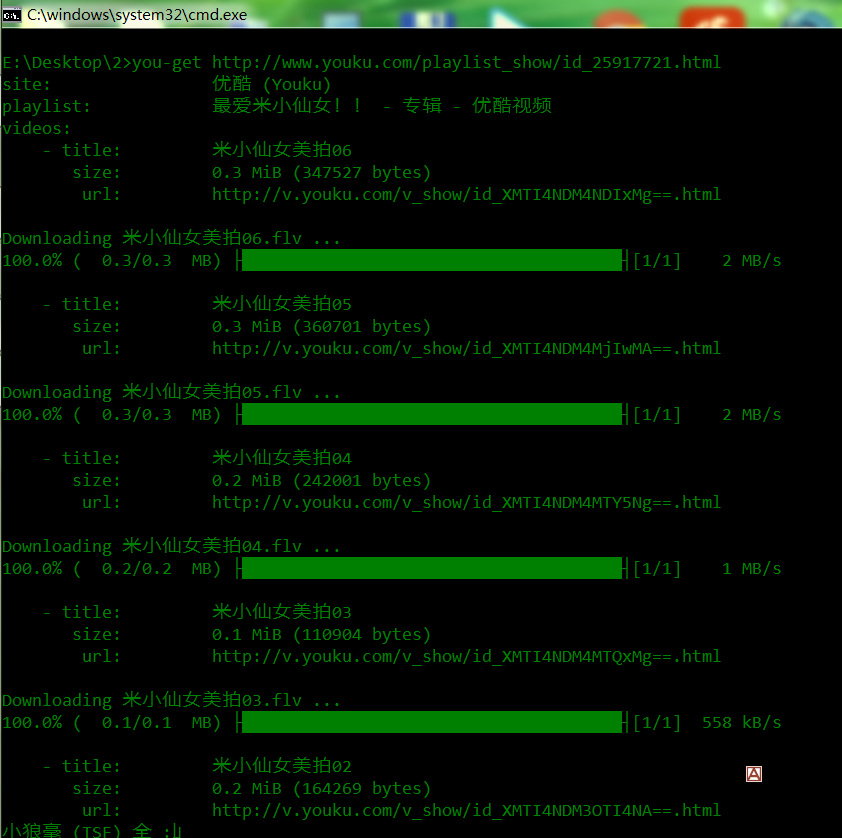 C:\windows\system32\cmd.exe
E:\Desktop\2>you-get http://www.youku.com/playlist_show/id_25917721.html
site: 优酷 (Youku)
playlist: 最爱米小仙女！！ - 专辑 - 优酷视频
videos:
- title: 米小仙女美拍06
size: 0.3 MiB (347527 bytes)
url: http://v.youku.com/v_show/id_XMTI4NDM4NDIxMg==.html
Downloading 米小仙女美拍06.flv ...
100.0% ( 0.3/0.3 MB) [1/1] 2 MB/s
- title: 米小仙女美拍05
size: 0.3 MiB (360701 bytes)
url: http://v.youku.com/v_show/id_XMTI4NDM4MjIwMA==.html
Downloading 米小仙女美拍05.flv ...
100.0% ( 0.3/0.3 MB) [1/1] 2 MB/s
- title: 米小仙女美拍04
size: 0.2 MiB (242001 bytes)
url: http://v.youku.com/v_show/id_XMTI4NDM4MTY5Ng==.html
Downloading 米小仙女美拍04.flv ...
100.0% ( 0.2/0.2 MB) [1/1] 1 MB/s
- title: 米小仙女美拍03
size: 0.1 MiB (110904 bytes)
url: http://v.youku.com/v_show/id_XMTI4NDM4MTQxMg==.html
Downloading 米小仙女美拍03.flv ...
100.0% ( 0.1/0.1 MB) [1/1] 558 kB/s
- title: 米小仙女美拍02
size: 0.2 MiB (164269 bytes)
url: http://v.youku.com/v_show/id_XMTI4NDM3OTI4NA==.html
小狼毫 (TSF) 全 :